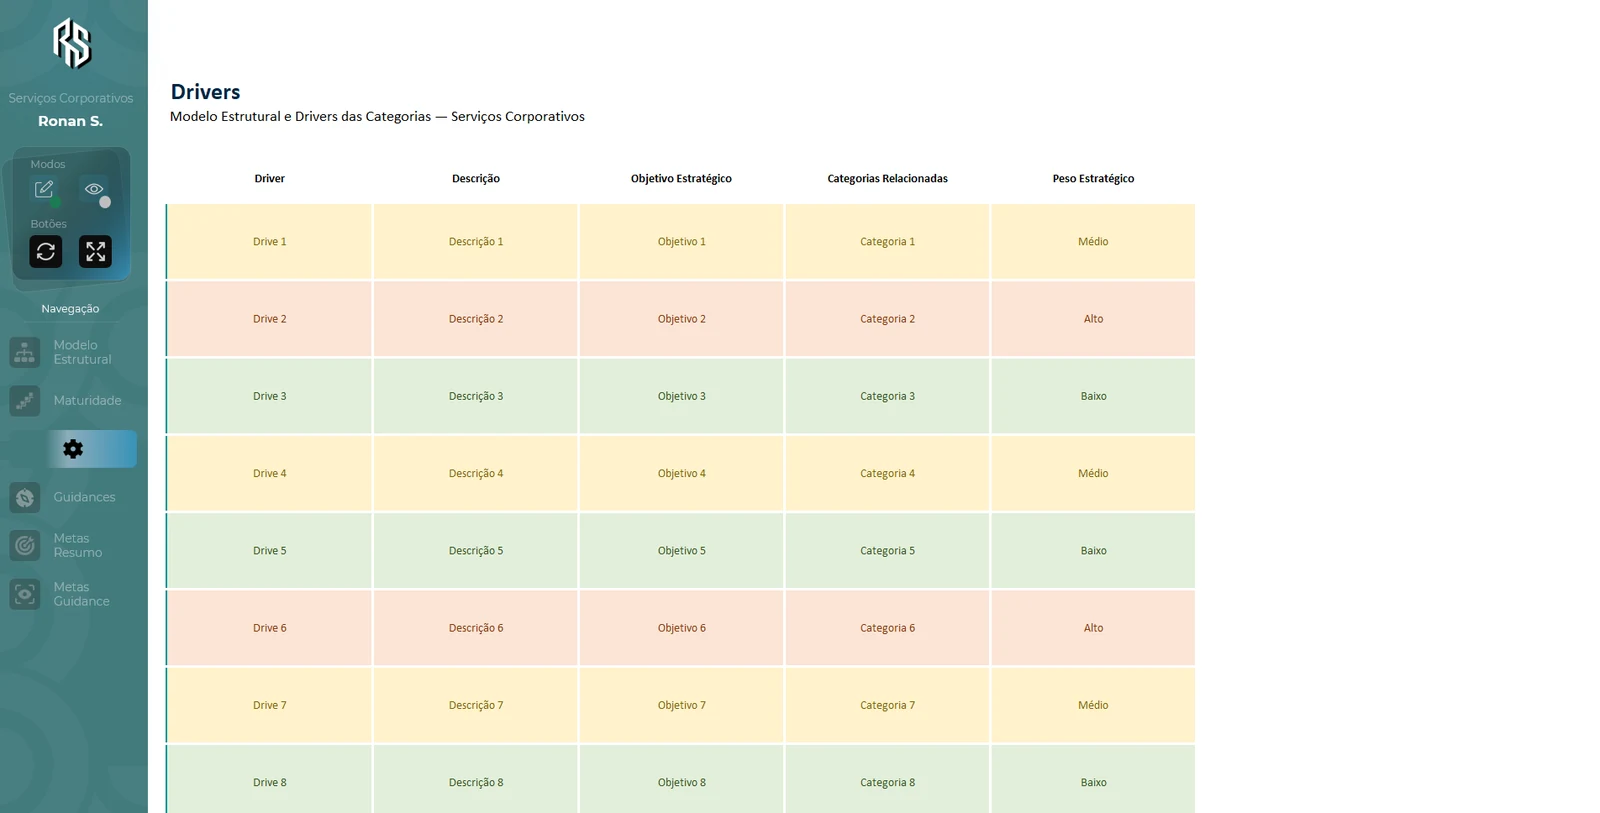 RS
Serviços Corporativos
Ronan S.
Modos
Botões
Navegação
Modelo
Estrutural
Maturidade
Guidances
Metas
Resumo
Metas
Guidance
Drivers
Modelo Estrutural e Drivers das Categorias — Serviços Corporativos
Driver Descrição Objetivo Estratégico Categorias Relacionadas Peso Estratégico
Drive 1 Descrição 1 Objetivo 1 Categoria 1 Médio
Drive 2 Descrição 2 Objetivo 2 Categoria 2 Alto
Drive 3 Descrição 3 Objetivo 3 Categoria 3 Baixo
Drive 4 Descrição 4 Objetivo 4 Categoria 4 Médio
Drive 5 Descrição 5 Objetivo 5 Categoria 5 Baixo
Drive 6 Descrição 6 Objetivo 6 Categoria 6 Alto
Drive 7 Descrição 7 Objetivo 7 Categoria 7 Médio
Drive 8 Descrição 8 Objetivo 8 Categoria 8 Baixo